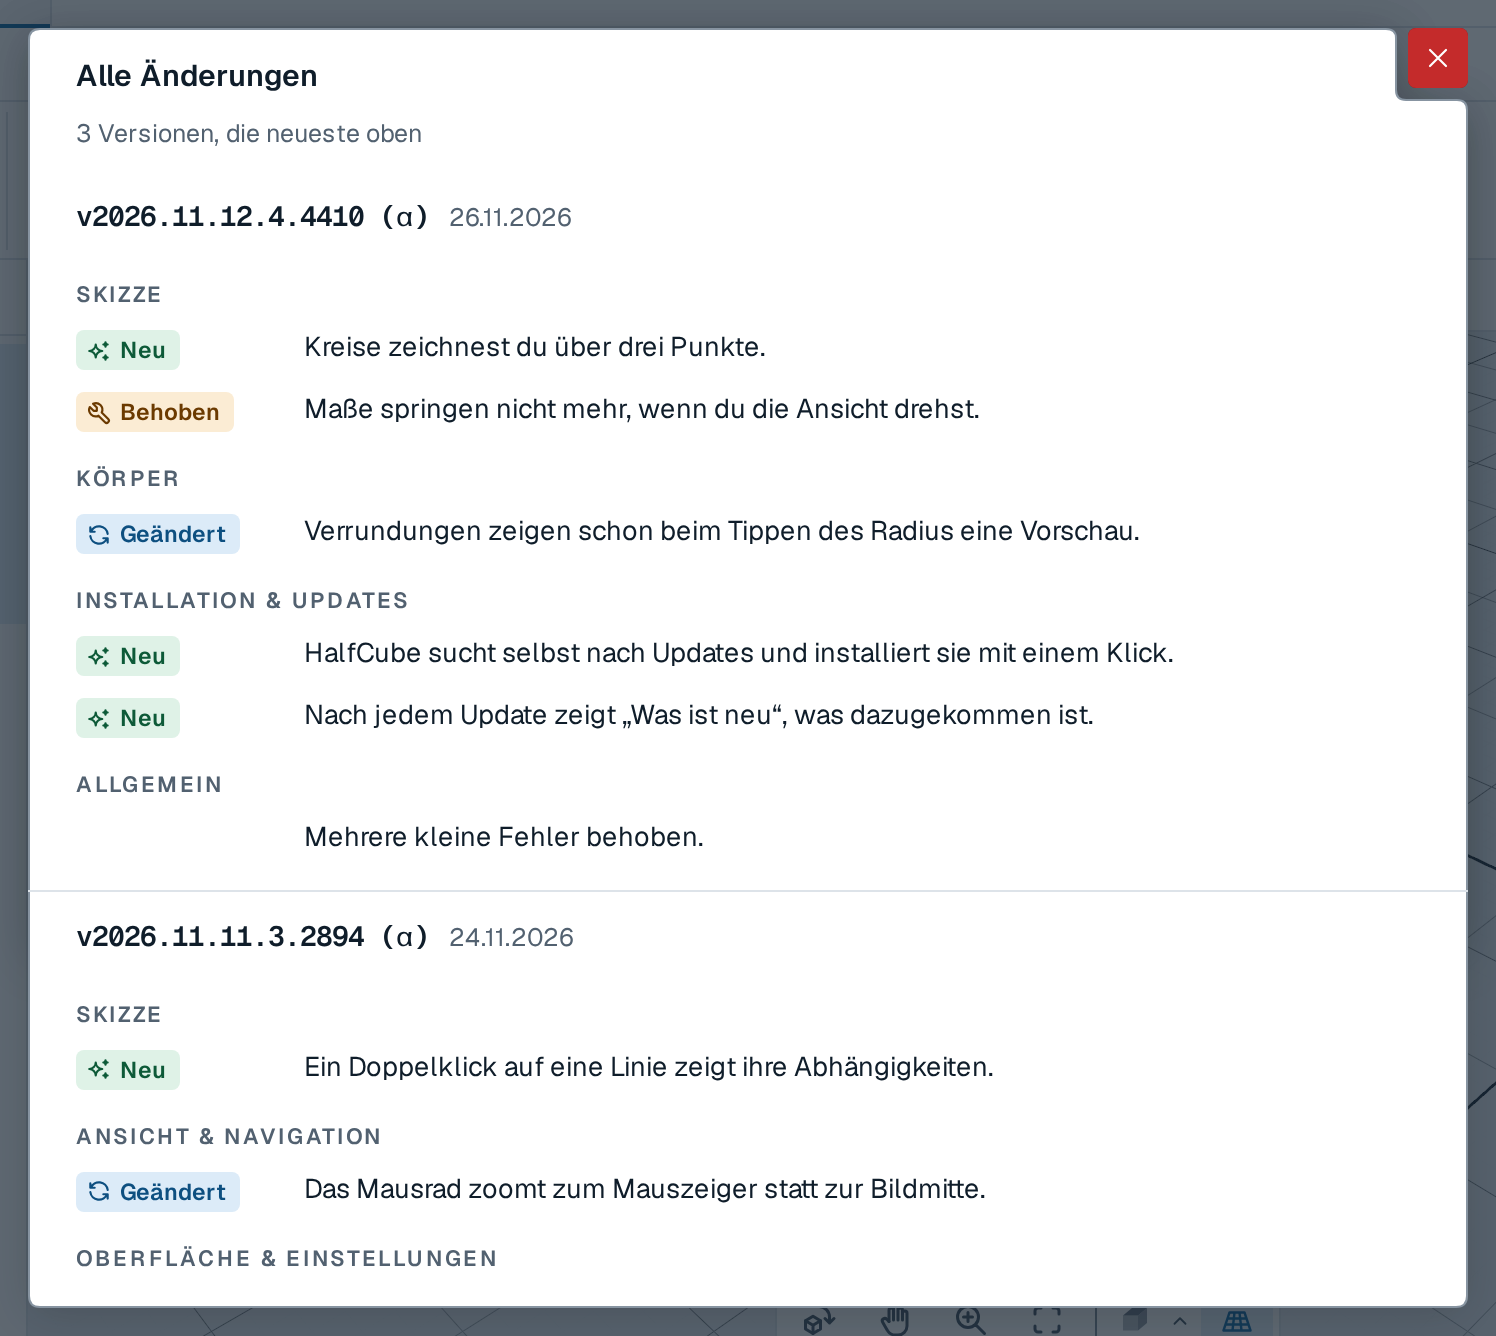 Alle Änderungen
3 Versionen, die neueste oben
v2026.11.12.4.4410 (α) 26.11.2026
SKIZZE
Neu Kreise zeichnest du über drei Punkte.
Behoben Maße springen nicht mehr, wenn du die Ansicht drehst.
KÖRPER
Geändert Verrundungen zeigen schon beim Tippen des Radius eine Vorschau.
INSTALLATION & UPDATES
Neu HalfCube sucht selbst nach Updates und installiert sie mit einem Klick.
Neu Nach jedem Update zeigt „Was ist neu“, was dazugekommen ist.
ALLGEMEIN
Mehrere kleine Fehler behoben.
v2026.11.11.3.2894 (α) 24.11.2026
SKIZZE
Neu Ein Doppelklick auf eine Linie zeigt ihre Abhängigkeiten.
ANSICHT & NAVIGATION
Geändert Das Mausrad zoomt zum Mauszeiger statt zur Bildmitte.
OBERFLÄCHE & EINSTELLUNGEN